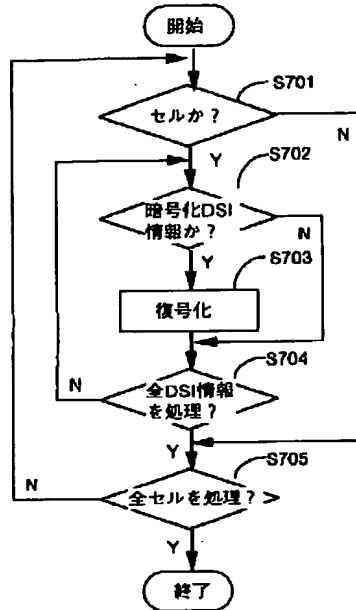 開始
S701
セルか？
N
Y
S702
暗号化DSI
情報か？
N
Y
S703
復号化
S704
全DSI情報
を処理？
N
Y
S705
全セルを処理？
N
Y
終了